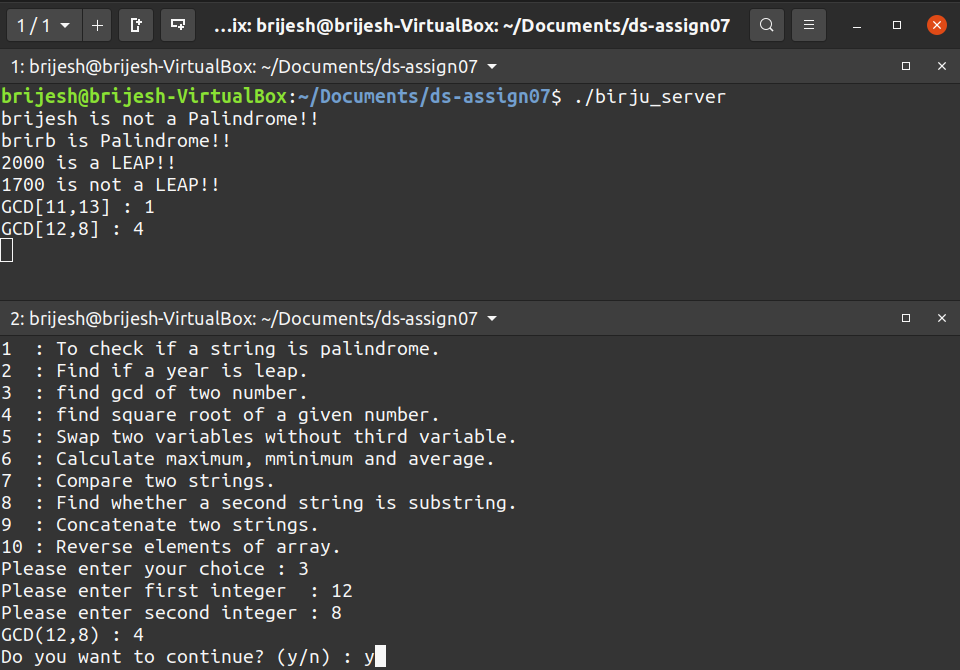 1 / 1
…ix: brijesh@brijesh-VirtualBox: ~/Documents/ds-assign07
1: brijesh@brijesh-VirtualBox: ~/Documents/ds-assign07
brijesh@brijesh-VirtualBox:~/Documents/ds-assign07$ ./birju_server
brijesh is not a Palindrome!!
brirb is Palindrome!!
2000 is a LEAP!!
1700 is not a LEAP!!
GCD[11,13] : 1
GCD[12,8] : 4
2: brijesh@brijesh-VirtualBox: ~/Documents/ds-assign07
1  : To check if a string is palindrome.
2  : Find if a year is leap.
3  : find gcd of two number.
4  : find square root of a given number.
5  : Swap two variables without third variable.
6  : Calculate maximum, mminimum and average.
7  : Compare two strings.
8  : Find whether a second string is substring.
9  : Concatenate two strings.
10 : Reverse elements of array.
Please enter your choice : 3
Please enter first integer  : 12
Please enter second integer : 8
GCD(12,8) : 4
Do you want to continue? (y/n) : y